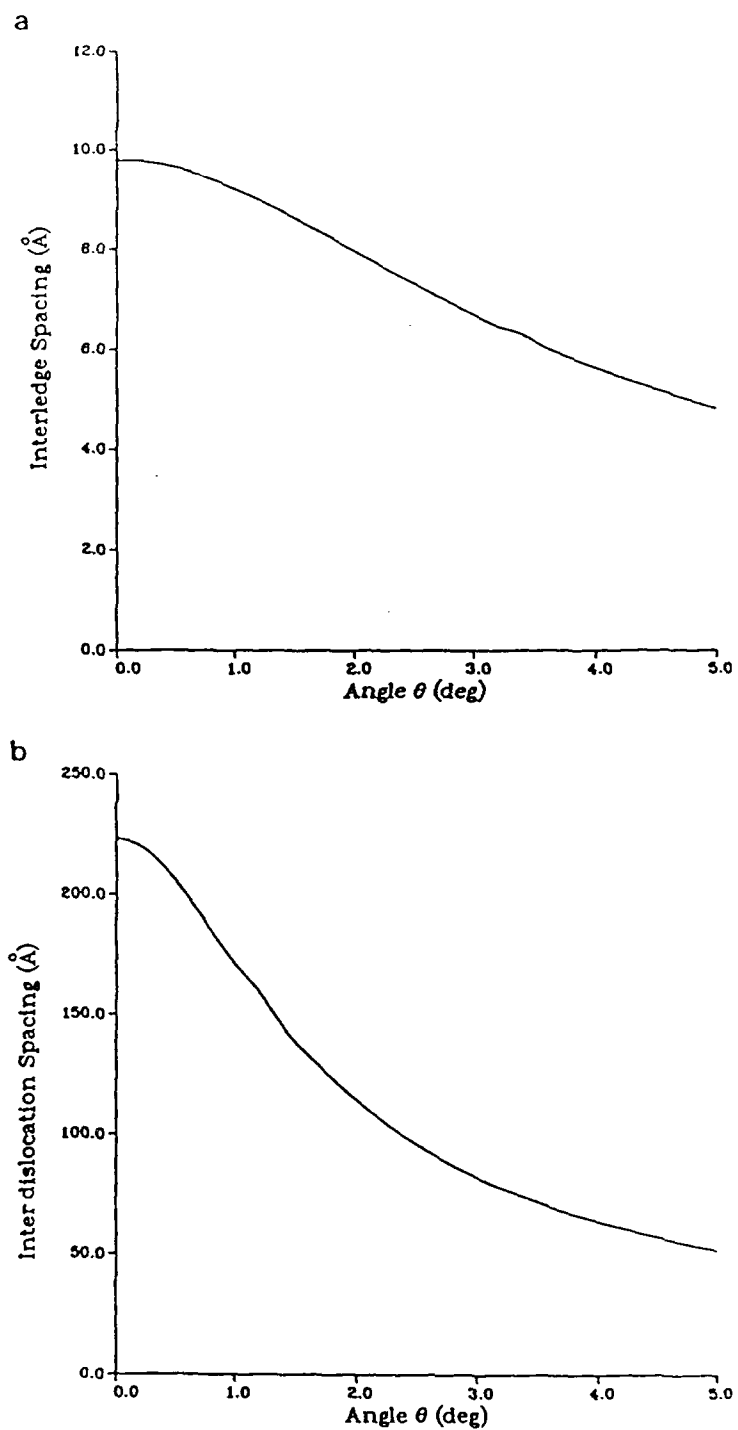 a
12.0
10.0
8.0
6.0
4.0
2.0
0.0
Interledge Spacing (Å)
0.0 1.0 2.0 3.0 4.0 5.0
Angle θ (deg)
b
250.0
200.0
150.0
100.0
50.0
0.0
Inter dislocation Spacing (Å)
0.0 1.0 2.0 3.0 4.0 5.0
Angle θ (deg)